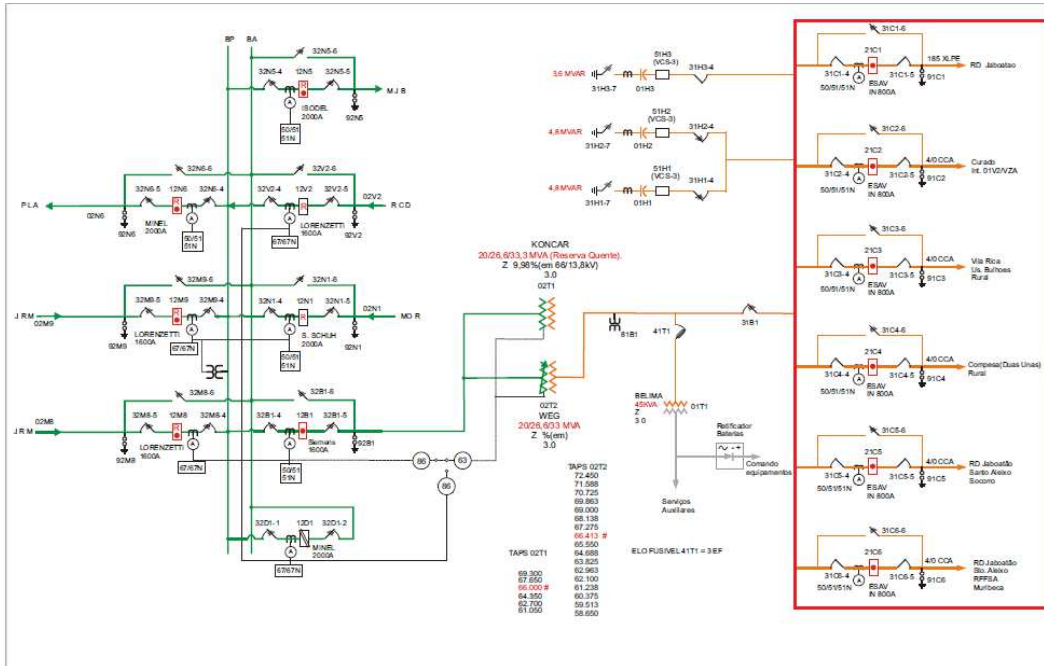 BP BA
32N5-6
32N5-4 12N5 32N5-5
R
A
MJB
ISODEL
2000A
50/51
51N
92N5
32N6-6
32V2-6
32N6-5 12N6 32N6-4
32V2-4 12V2 32V2-5
02V2
PLA
RCD
02N6
92N6
MINEL
2000A
50/51
51N
LORENZETTI
1600A
67/67N
92V2
32M9-6
32N1-6
32M9-5 12M9 32M9-4
32N1-4 12N1 32N1-5
02N1
JRM
MOR
02M9
92M9
LORENZETTI
1600A
67/67N
S. SCHUH
2000A
50/51
51N
92N1
32M8-6
32B1-6
02M8
32M8-5 12M8 32M8-4
32B1-4 12B1 32B1-5
JRM
92M8
LORENZETTI
1600A
67/67N
Siemens
1600A
50/51
51N
92B1
86 63
86
32D1-1 12D1 32D1-2
MINEL
2000A
67/67N
3,6 MVAR
31H3-7
01H3
51H3
(VCS-3)
31H3-4
4,8 MVAR
31H2-7
01H2
51H2
(VCS-3)
31H2-4
4,8 MVAR
31H1-7
01H1
51H1
(VCS-3)
31H1-4
KONCAR
20/26,6/33,3 MVA (Reserva Quente).
Z 9,98%(em 66/13,8kV)
3.0
02T1
02T2
WEG
20/26,6/33 MVA
Z %(em)
3.0
81B1
41T1
31B1
BELIMA
45KVA
Z
3.0
01T1
Retificador
Baterias
Comando
equipamentos
Serviços
Auxiliares
ELO FUSIVEL 41T1 = 3 EF
TAPS 02T1
69.300
67.650
66.000 #
64.350
62.700
61.050
TAPS 02T2
72.450
71.588
70.725
69.863
69.000
68.138
67.275
66.413 #
65.550
64.688
63.825
62.963
62.100
61.238
60.375
59.513
58.650
31C1-6
21C1
185 XLPE
31C1-4 31C1-5
RD Jaboatao
50/51/51N
ESAV
IN 800A
91C1
31C2-6
21C2
4/0 CCA
31C2-4 31C2-5
Curado
Int. 01V2/VZA
50/51/51N
ESAV
IN 800A
91C2
31C3-6
21C3
4/0 CCA
31C3-4 31C3-5
Vila Rica
Us. Bulhoes
Rural
50/51/51N
ESAV
IN 800A
91C3
31C4-6
21C4
4/0 CCA
31C4-4 31C4-5
Compesa(Duas Unas)
Rural
50/51/51N
ESAV
IN 800A
91C4
31C5-6
21C5
4/0 CCA
31C5-4 31C5-5
RD Jaboatão
Santo Aleixo
Socorro
50/51/51N
ESAV
IN 800A
91C5
31C6-6
21C6
4/0 CCA
31C6-4 31C6-5
RD Jaboatão
Sto. Aleixo
RFFSA
Muribeca
50/51/51N
ESAV
IN 800A
91C6